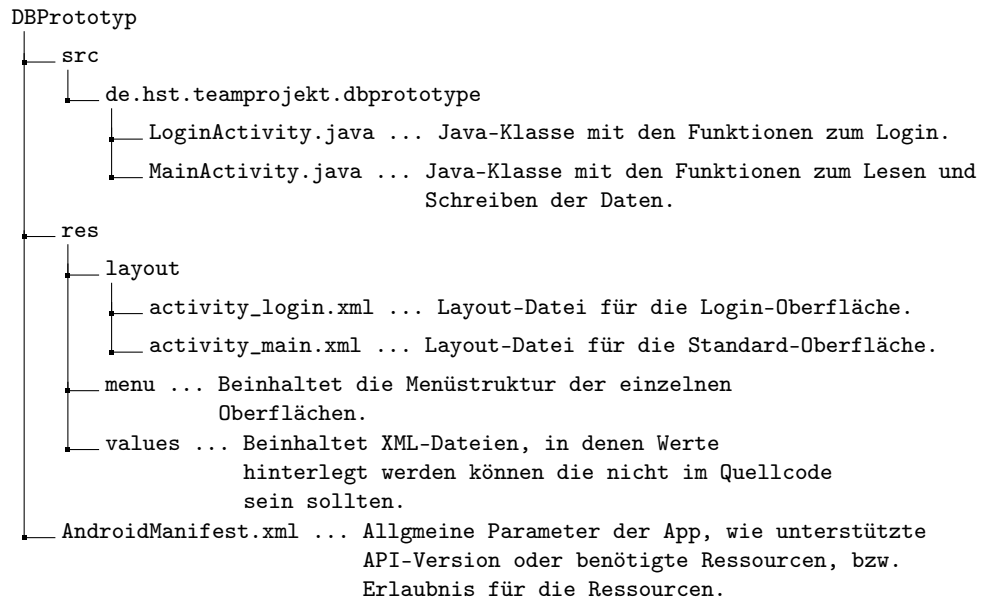 DBPrototyp
src
de.hst.teamprojekt.dbprototype
LoginActivity.java ... Java-Klasse mit den Funktionen zum Login.
MainActivity.java ... Java-Klasse mit den Funktionen zum Lesen und
Schreiben der Daten.
res
layout
activity_login.xml ... Layout-Datei für die Login-Oberfläche.
activity_main.xml ... Layout-Datei für die Standard-Oberfläche.
menu ... Beinhaltet die Menüstruktur der einzelnen
Oberflächen.
values ... Beinhaltet XML-Dateien, in denen Werte
hinterlegt werden können die nicht im Quellcode
sein sollten.
AndroidManifest.xml ... Allgmeine Parameter der App, wie unterstützte
API-Version oder benötigte Ressourcen, bzw.
Erlaubnis für die Ressourcen.